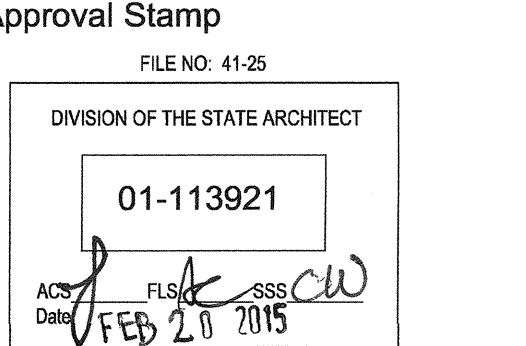 Approval Stamp
FILE NO: 41-25
DIVISION OF THE STATE ARCHITECT
01-113921
ACS FLS AC SSS CW
Date FEB 20 2015